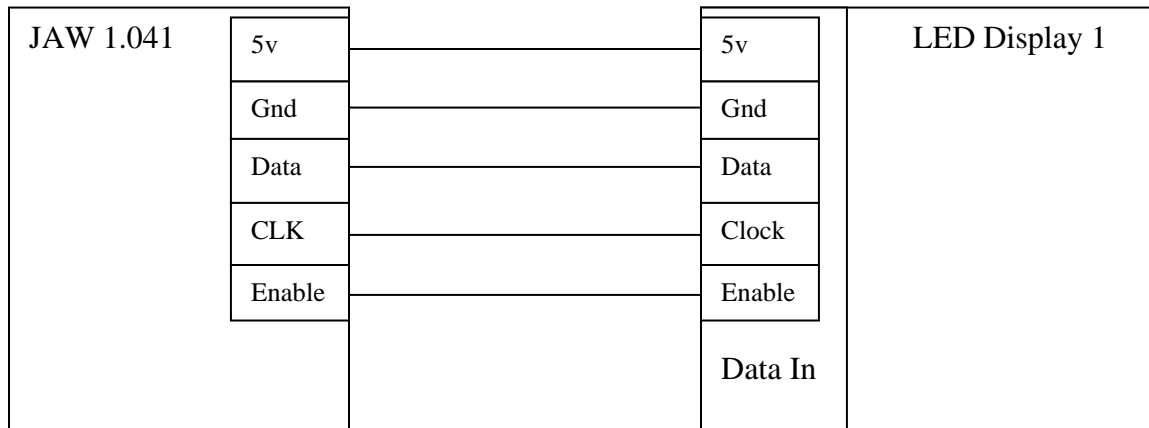 JAW 1.041
5v
5v
LED Display 1
Gnd
Gnd
Data
Data
CLK
Clock
Enable
Enable
Data In